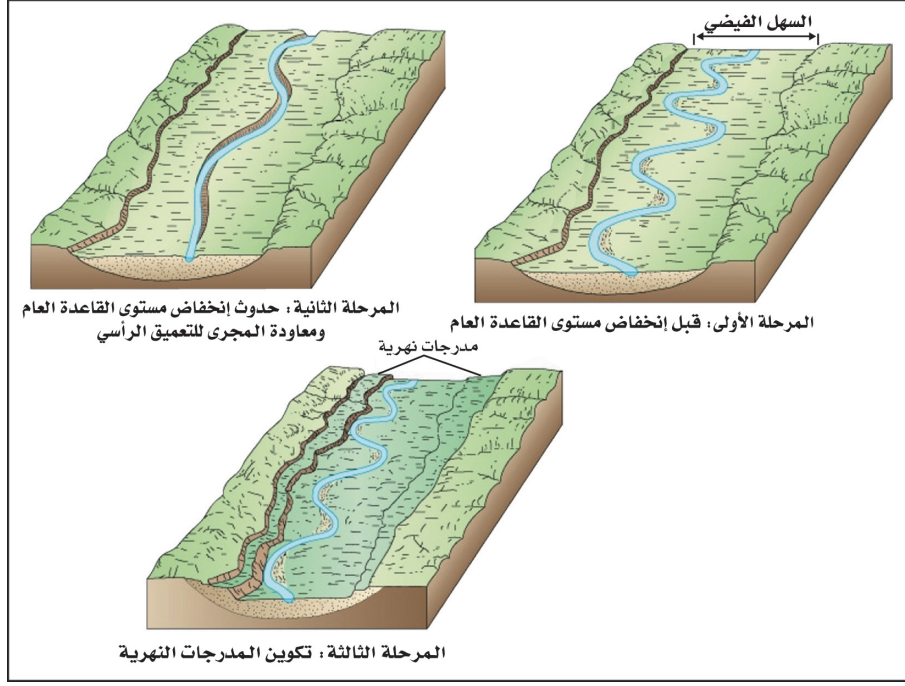 السهل الفيضي
المرحلة الأولى: قبل إنخفاض مستوى القاعدة العام
المرحلة الثانية: حدوث إنخفاض مستوى القاعدة العام
ومعاودة المجرى للتعميق الرأسي
مدرجات نهرية
المرحلة الثالثة: تكوين المدرجات النهرية